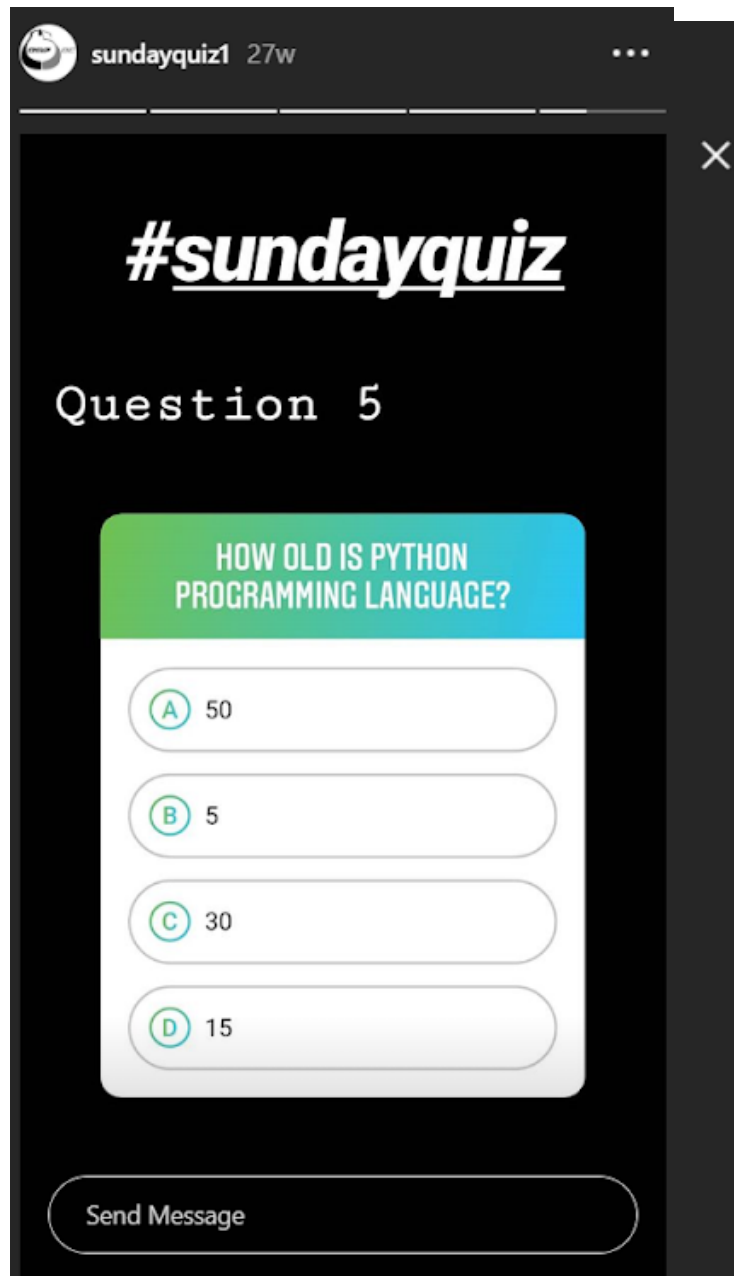 sundayquiz1 27w
#sundayquiz
Question 5
HOW OLD IS PYTHON
PROGRAMMING LANGUAGE?
A 50
B 5
C 30
D 15
Send Message